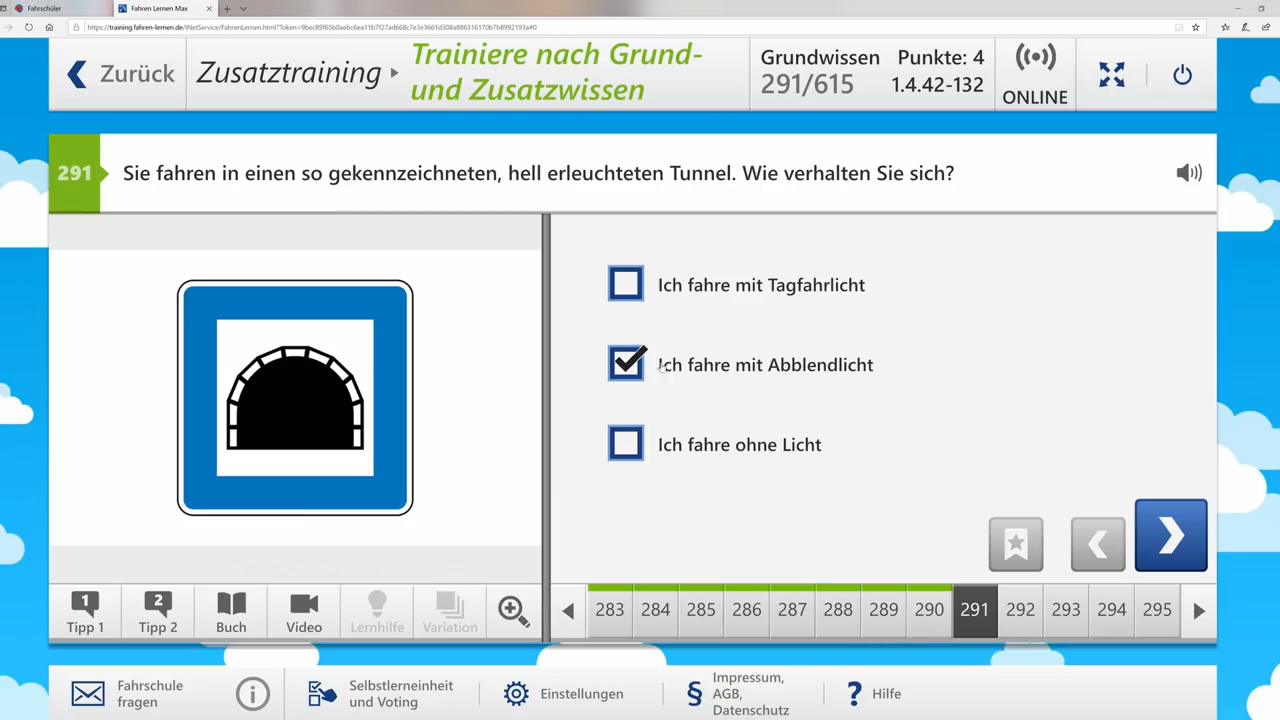 Fahrschüler
Fahren Lernen Max
Zurück
Zusatztraining
Trainiere nach Grund-
und Zusatzwissen
Grundwissen
291/615
Punkte: 4
1.4.42-132
ONLINE
291
Sie fahren in einen so gekennzeichneten, hell erleuchteten Tunnel. Wie verhalten Sie sich?
Ich fahre mit Tagfahrlicht
Ich fahre mit Abblendlicht
Ich fahre ohne Licht
1
Tipp 1
2
Tipp 2
Buch
Video
Lernhilfe
Variation
283 284 285 286 287 288 289 290 291 292 293 294 295
Fahrschule
fragen
Selbstlerneinheit
und Voting
Einstellungen
§
Impressum,
AGB,
Datenschutz
?
Hilfe